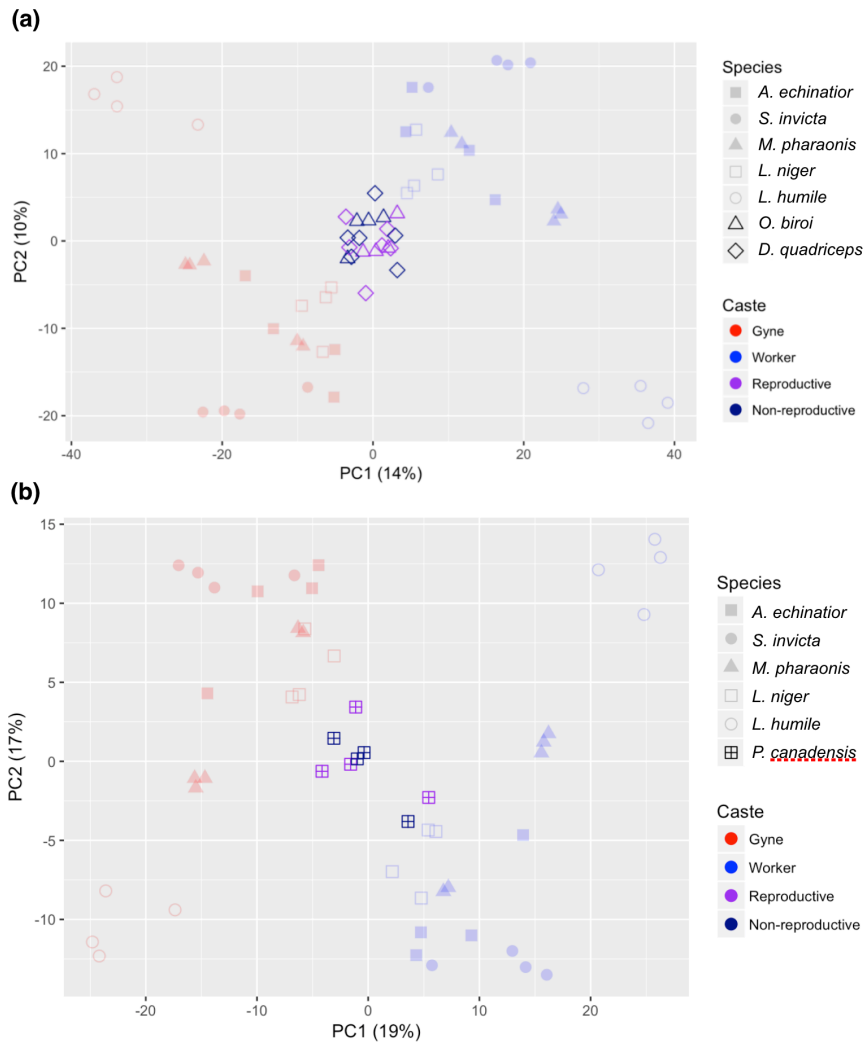 (a)
20
10
0
-10
-20
PC2 (10%)
-40
-20
0
20
40
PC1 (14%)
Species
A. echinatior
S. invicta
M. pharaonis
L. niger
L. humile
O. biroi
D. quadriceps
Caste
Gyne
Worker
Reproductive
Non-reproductive
(b)
15
10
5
0
-5
-10
PC2 (17%)
-20
-10
0
10
20
PC1 (19%)
Species
A. echinatior
S. invicta
M. pharaonis
L. niger
L. humile
P. canadensis
Caste
Gyne
Worker
Reproductive
Non-reproductive